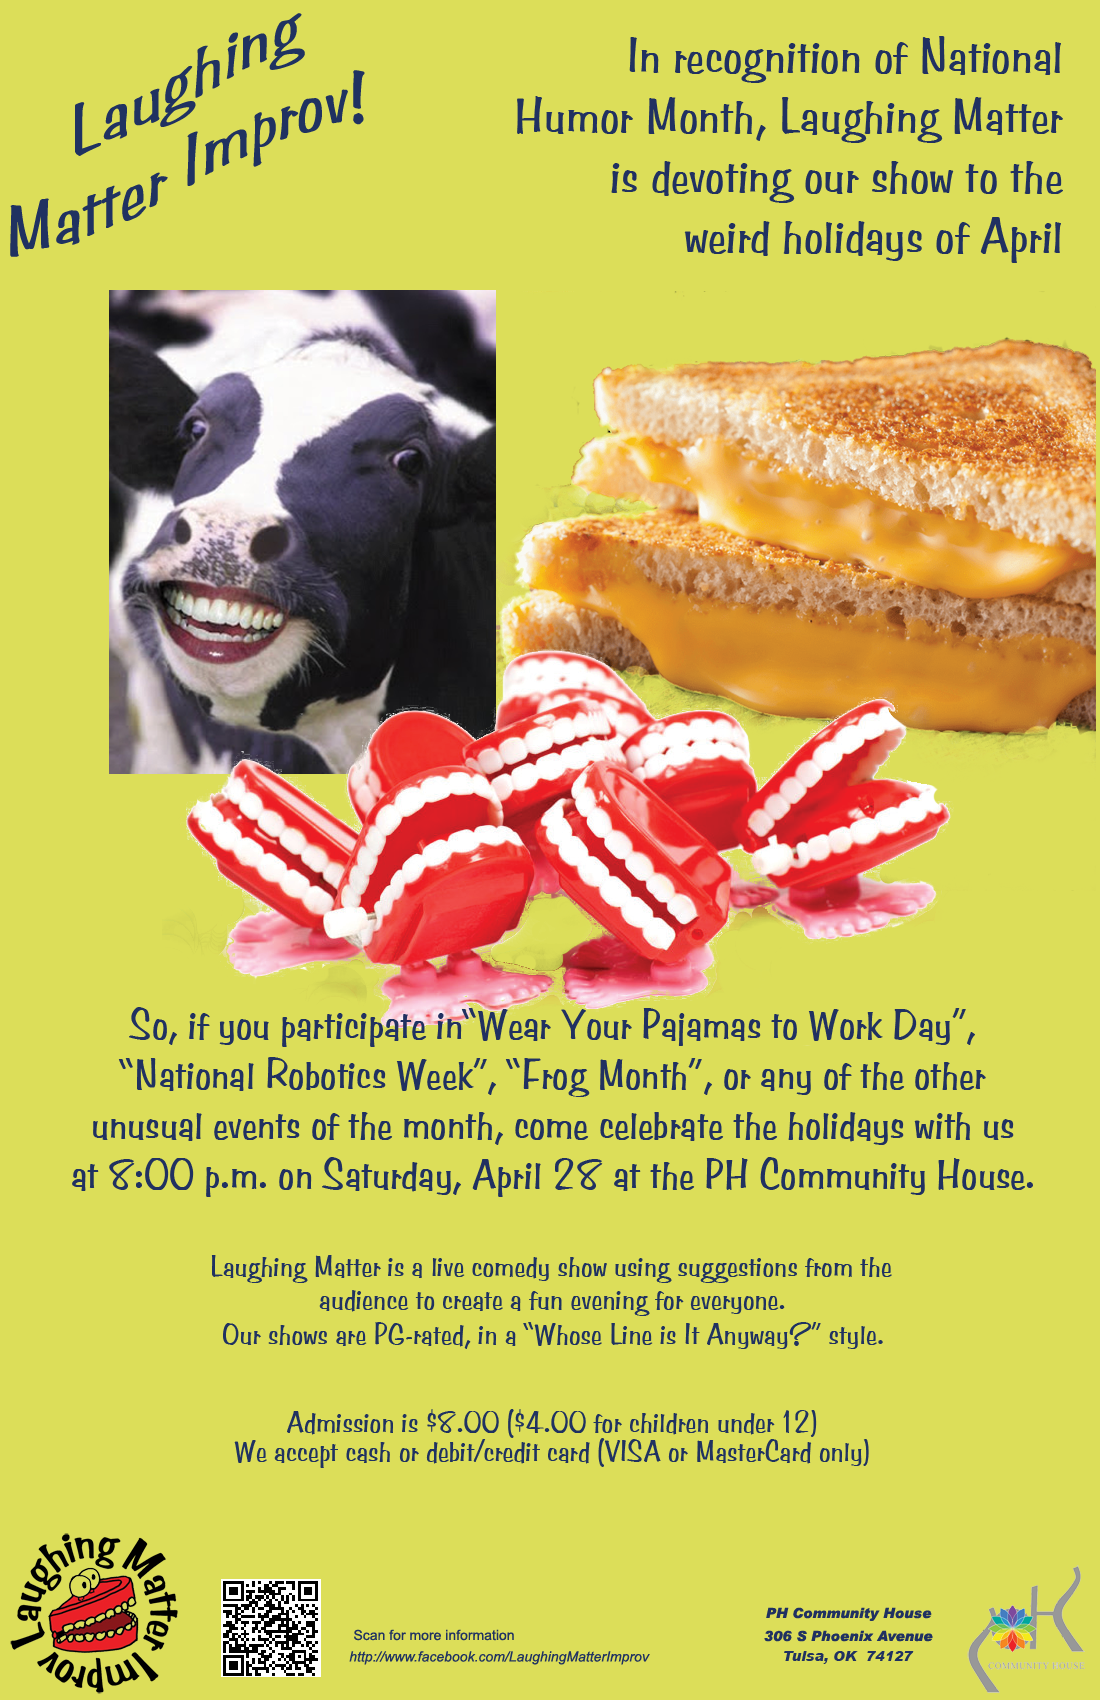 Laughing
Matter Improv!
In recognition of National
Humor Month, Laughing Matter
is devoting our show to the
weird holidays of April
So, if you participate in“Wear Your Pajamas to Work Day”,
“National Robotics Week”, “Frog Month”, or any of the other
unusual events of the month, come celebrate the holidays with us
at 8:00 p.m. on Saturday, April 28 at the PH Community House.
Laughing Matter is a live comedy show using suggestions from the
audience to create a fun evening for everyone.
Our shows are PG-rated, in a “Whose Line is It Anyway?” style.
Admission is $8.00 ($4.00 for children under 12)
We accept cash or debit/credit card (VISA or MasterCard only)
Laughing Matter Improv
Scan for more information
http://www.facebook.com/LaughingMatterImprov
PH Community House
306 S Phoenix Avenue
Tulsa, OK 74127
COMMUNITY HOUSE